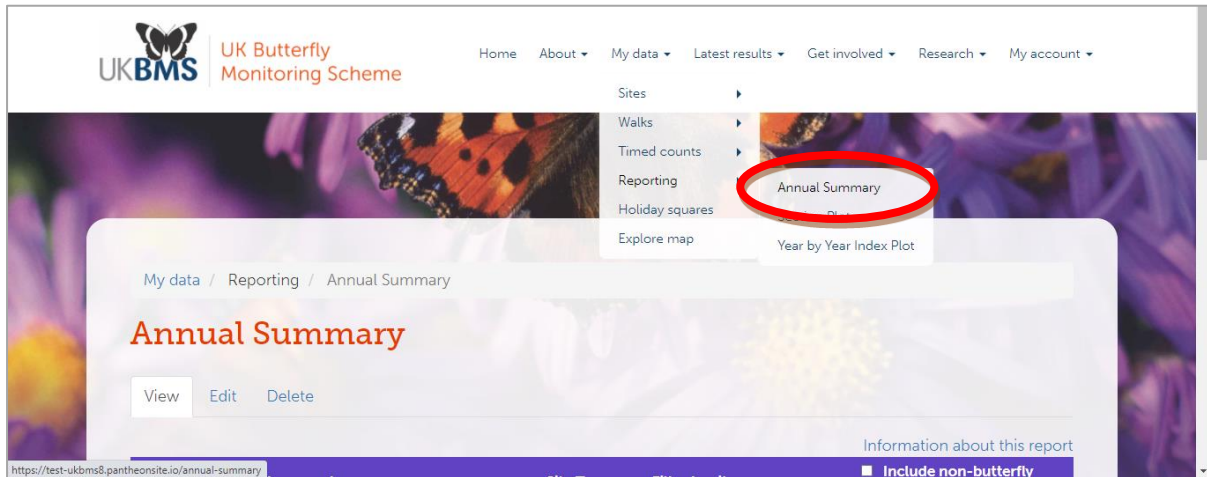 UKBMS
UK Butterfly
Monitoring Scheme
Home About My data Latest results Get involved Research My account
Sites
Walks
Timed counts
Reporting
Holiday squares
Explore map
Annual Summary
Year by Year Index Plot
My data / Reporting / Annual Summary
Annual Summary
View Edit Delete
Information about this report
Include non-butterfly
https://test-ukbms8.pantheonsite.io/annual-summary